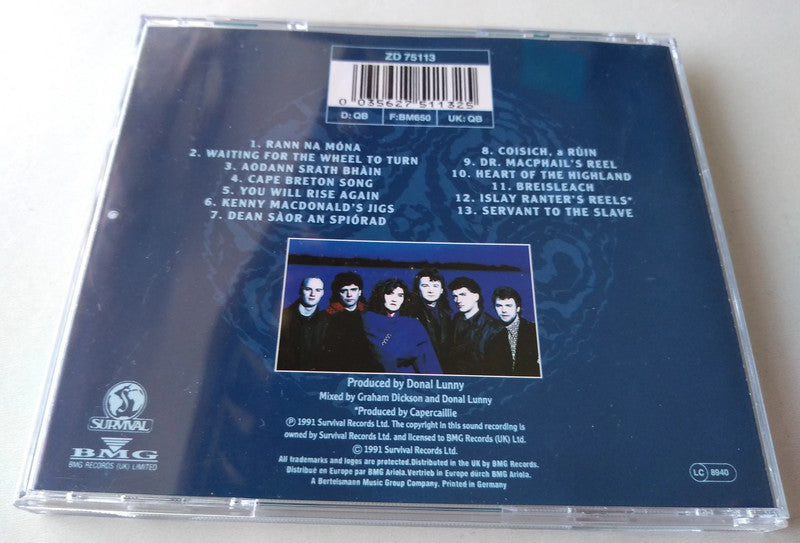 ZD 75113
0 035627 511325
D: QB F:BM650 UK: QB
1. RANN NA MÓNA
2. WAITING FOR THE WHEEL TO TURN
3. AODANN SRATH BHÀIN
4. CAPE BRETON SONG
5. YOU WILL RISE AGAIN
6. KENNY MACDONALD'S JIGS
7. DEAN SÀOR AN SPIÓRAD
8. COISICH, a RÙIN
9. DR. MACPHAIL'S REEL
10. HEART OF THE HIGHLAND
11. BREISLEACH
12. ISLAY RANTER'S REELS*
13. SERVANT TO THE SLAVE
Produced by Donal Lunny
Mixed by Graham Dickson and Donal Lunny
*Produced by Capercaillie
℗ 1991 Survival Records Ltd. The copyright in this sound recording is
owned by Survival Records Ltd. and licensed to BMG Records (UK) Ltd.
© 1991 Survival Records Ltd.
All trademarks and logos are protected.Distributed in the UK by BMG Records.
Distribué en Europe par BMG Ariola.Vertrieb in Europe dürch BMG Ariola.
A Bertelsmann Music Group Company. Printed in Germany
SURVIVAL
BMG
BMG RECORDS (UK) LIMITED
LC 8940